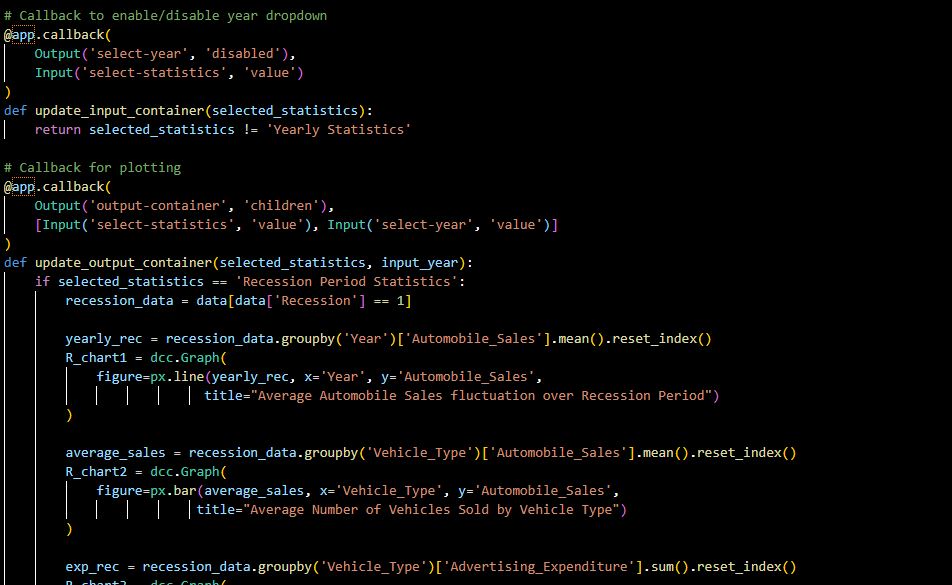 # Callback to enable/disable year dropdown
@app.callback(
    Output('select-year', 'disabled'),
    Input('select-statistics', 'value')
)
def update_input_container(selected_statistics):
    return selected_statistics != 'Yearly Statistics'

# Callback for plotting
@app.callback(
    Output('output-container', 'children'),
    [Input('select-statistics', 'value'), Input('select-year', 'value')]
)
def update_output_container(selected_statistics, input_year):
    if selected_statistics == 'Recession Period Statistics':
        recession_data = data[data['Recession'] == 1]

        yearly_rec = recession_data.groupby('Year')['Automobile_Sales'].mean().reset_index()
        R_chart1 = dcc.Graph(
            figure=px.line(yearly_rec, x='Year', y='Automobile_Sales',
                          title="Average Automobile Sales fluctuation over Recession Period")
        )

        average_sales = recession_data.groupby('Vehicle_Type')['Automobile_Sales'].mean().reset_index()
        R_chart2 = dcc.Graph(
            figure=px.bar(average_sales, x='Vehicle_Type', y='Automobile_Sales',
                         title="Average Number of Vehicles Sold by Vehicle Type")
        )

        exp_rec = recession_data.groupby('Vehicle_Type')['Advertising_Expenditure'].sum().reset_index()
        R_chart3 = dcc.Graph(